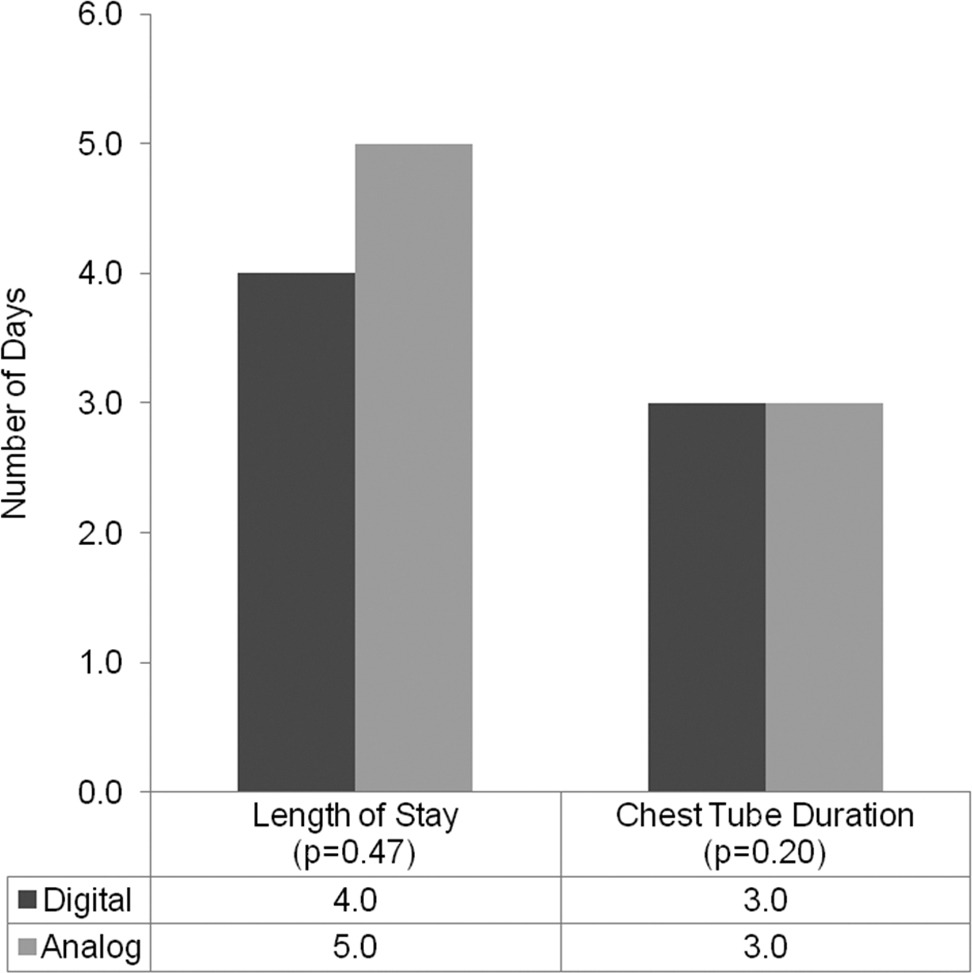 6.0
5.0
4.0
3.0
2.0
1.0
0.0
Number of Days
Length of Stay
(p=0.47)
Chest Tube Duration
(p=0.20)
Digital 4.0 3.0
Analog 5.0 3.0